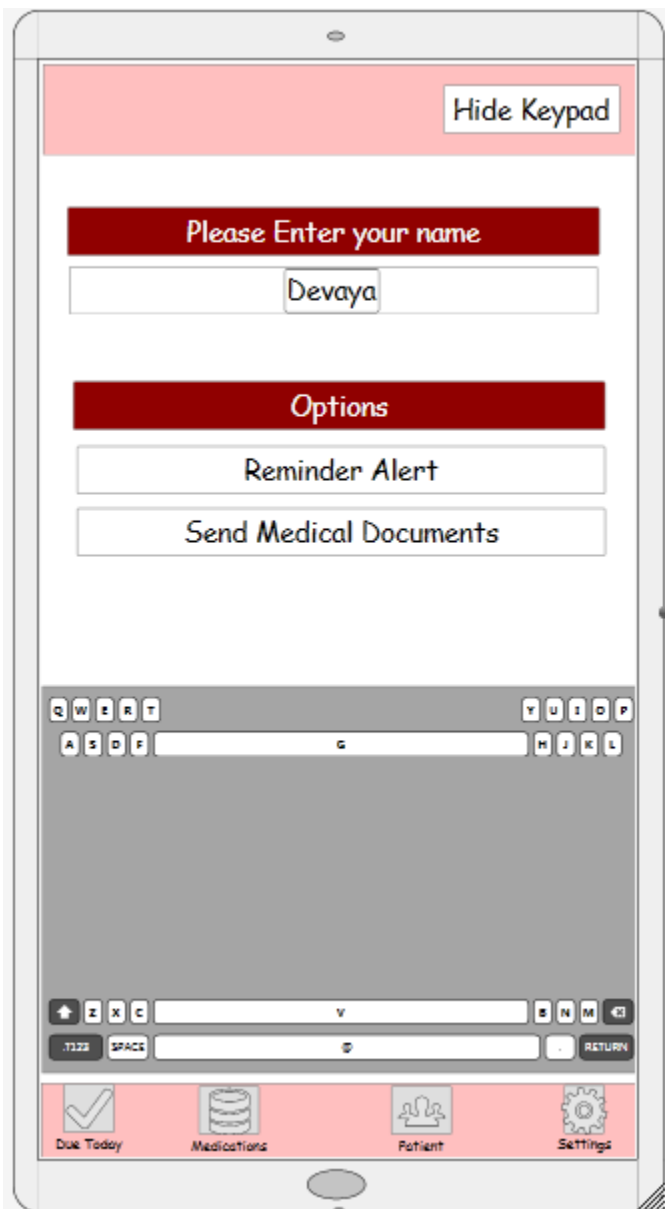 Hide Keypad
Please Enter your name
Devaya
Options
Reminder Alert
Send Medical Documents
Q W E R T Y U I O P
A S D F G H J K L
Z X C V B N M
.?123 SPACE @ . RETURN
Due Today Medications Patient Settings